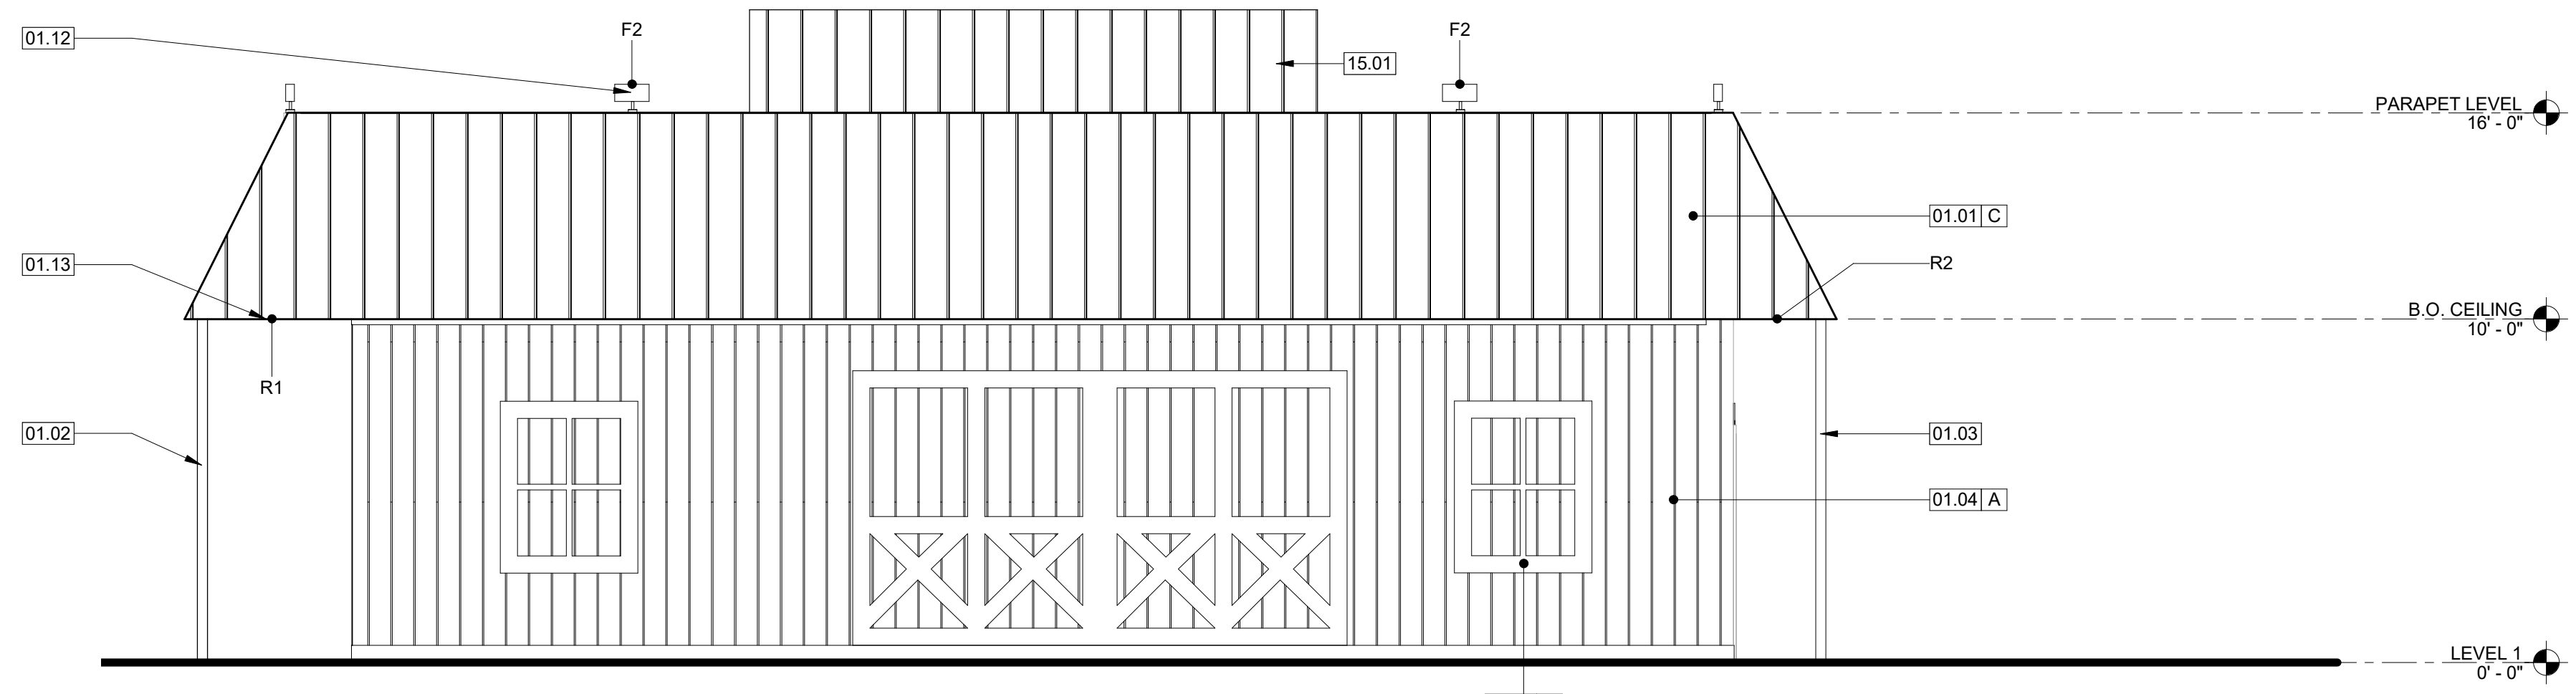 01.12
F2
F2
15.01
PARAPET LEVEL
16' - 0"
01.01 C
01.13
R2
B.O. CEILING
10' - 0"
R1
01.02
01.03
01.04 A
LEVEL 1
0' - 0"